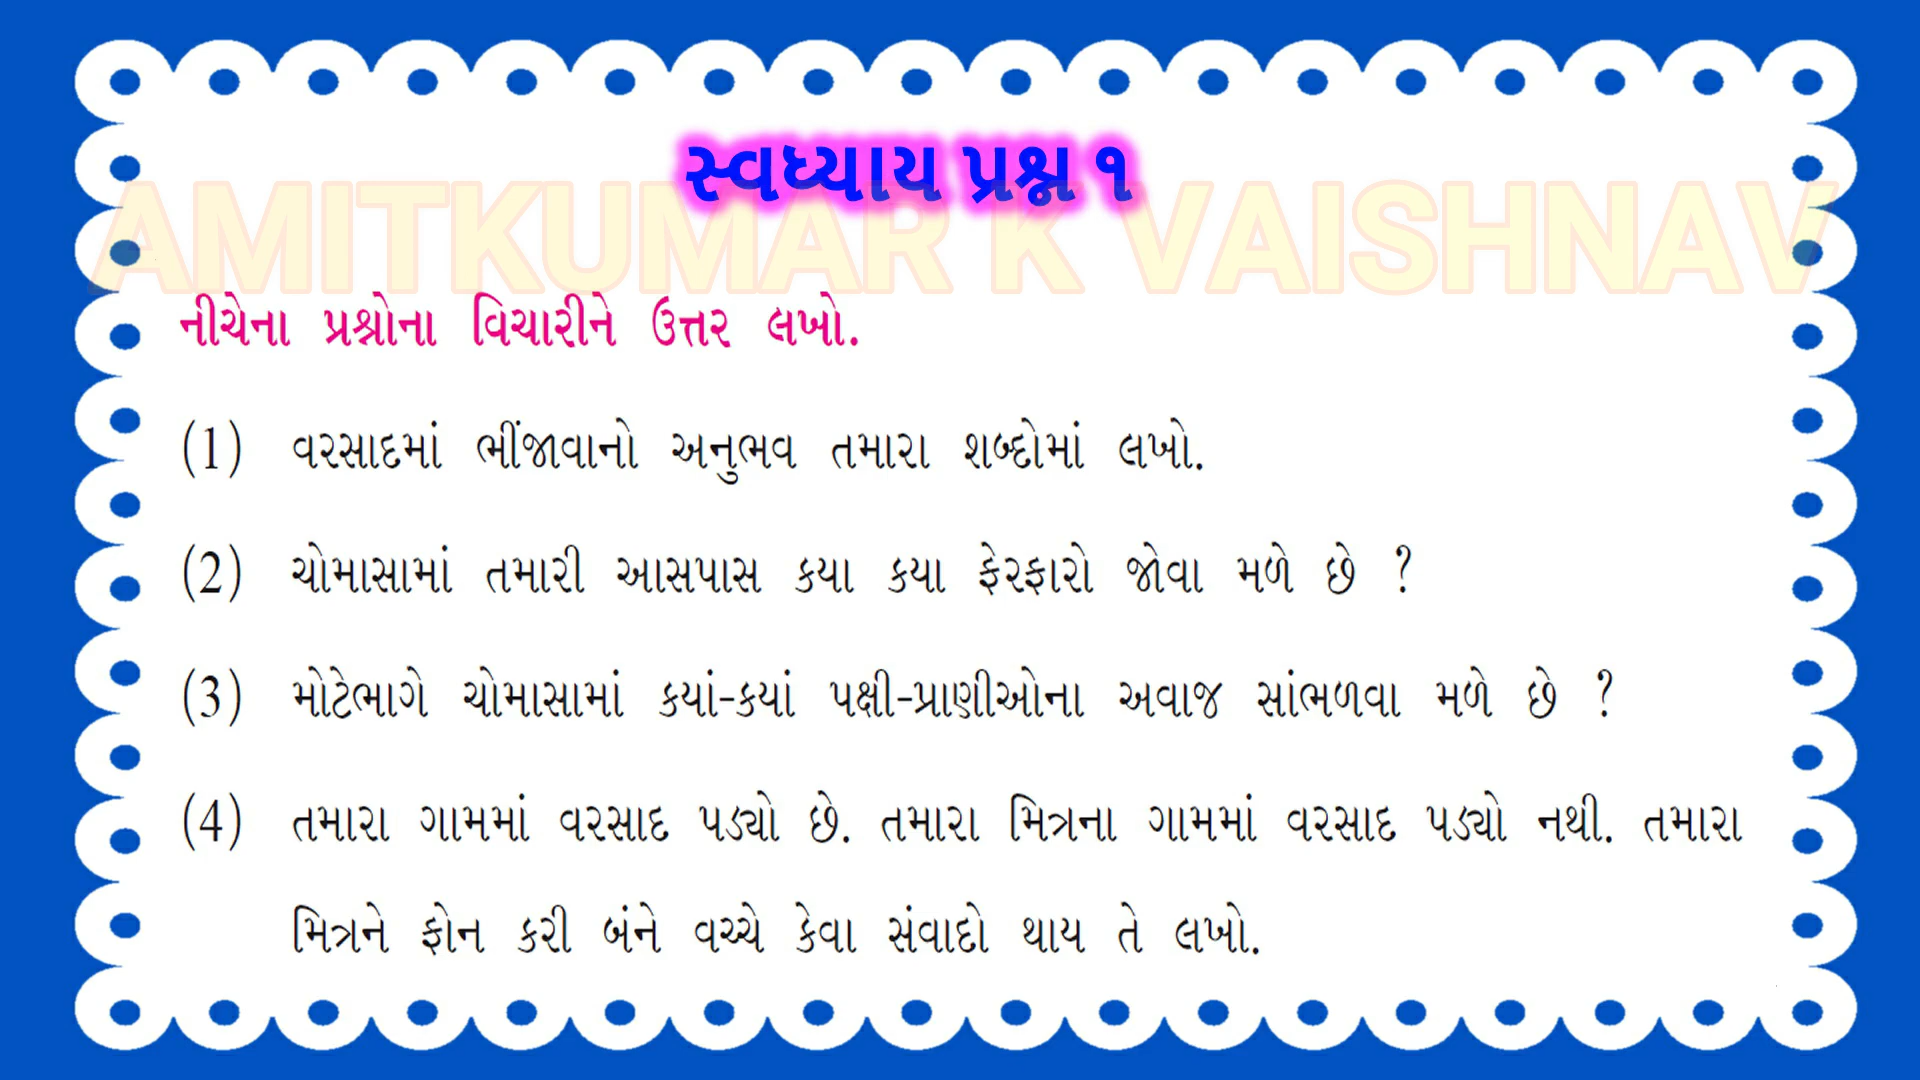 સ્વધ્યાય પ્રશ્ન ૧
AMITKUMAR K VAISHNAV
નીચેના પ્રશ્નોના વિચારીને ઉત્તર લખો.
(1) વરસાદમાં ભીંજાવાનો અનુભવ તમારા શબ્દોમાં લખો.
(2) ચોમાસામાં તમારી આસપાસ કયા કયા ફેરફારો જોવા મળે છે ?
(3) મોટેભાગે ચોમાસામાં કયાં-કયાં પક્ષી-પ્રાણીઓના અવાજ સાંભળવા મળે છે ?
(4) તમારા ગામમાં વરસાદ પડ્યો છે. તમારા મિત્રના ગામમાં વરસાદ પડ્યો નથી. તમારા
મિત્રને ફોન કરી બંને વચ્ચે કેવા સંવાદો થાય તે લખો.